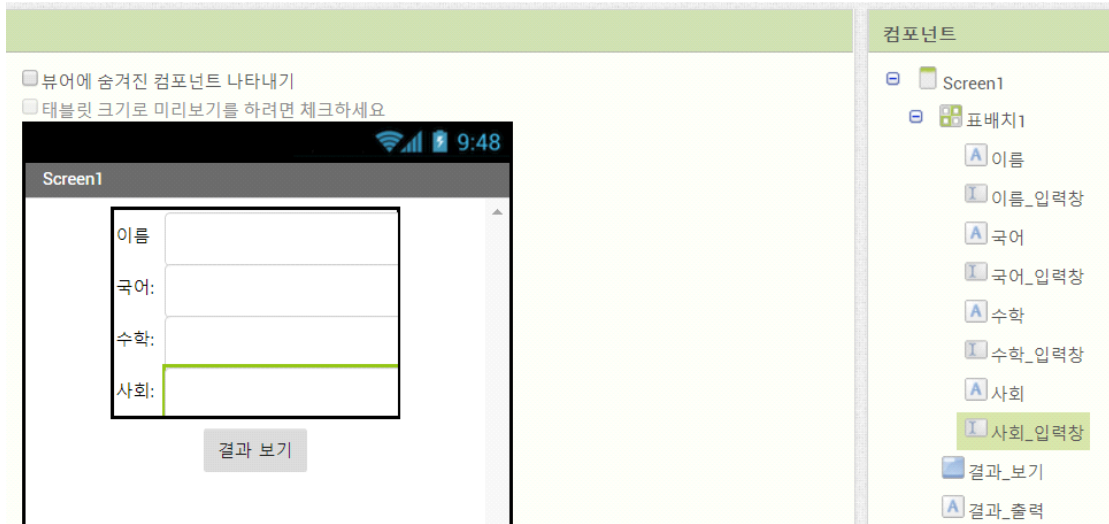 뷰어에 숨겨진 컴포넌트 나타내기
태블릿 크기로 미리보기를 하려면 체크하세요
9:48
Screen1
이름
국어:
수학:
사회:
결과 보기
컴포넌트
Screen1
표배치1
이름
이름_입력창
국어
국어_입력창
수학
수학_입력창
사회
사회_입력창
결과_보기
결과_출력